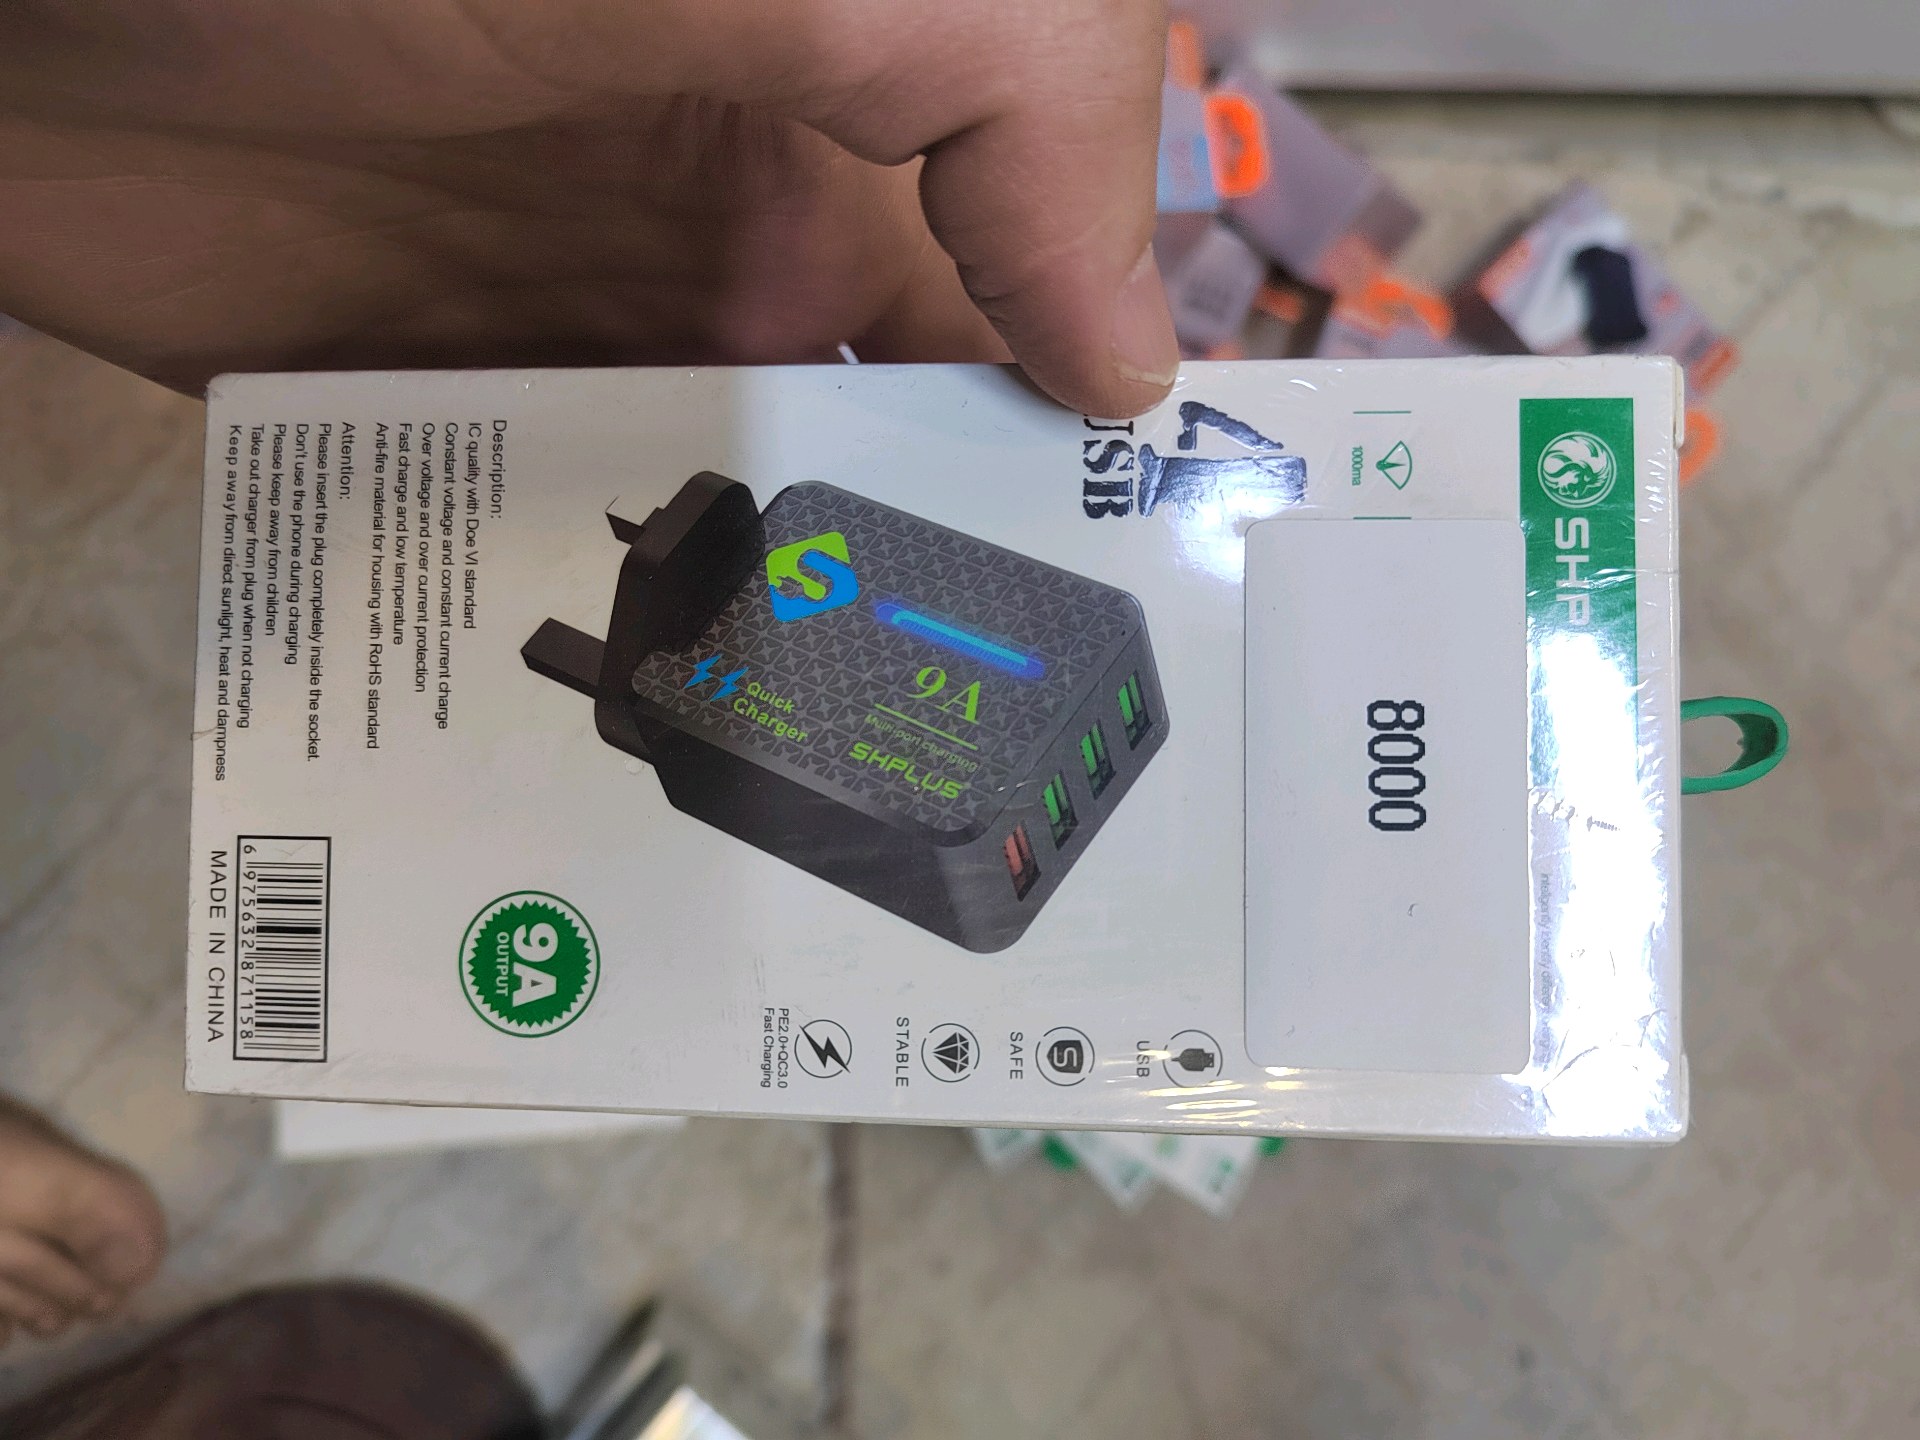 SHP
1000ma
4
USB
8000
USB
SAFE
STABLE
PE2.0+QC3.0
Fast Charging
9A
Multi-port charging
SHPLUS
Quick
Charger
9A
OUTPUT
Description:
IC quality with Doe VI standard
Constant voltage and constant current charge
Over voltage and over current protection
Fast charge and low temperature
Anti-fire material for housing with RoHS standard
Attention:
Please insert the plug completely inside the socket.
Don't use the phone during charging
Please keep away from children
Take out charger from plug when not charging
Keep away from direct sunlight, heat and dampness
6 975632 871158
MADE IN CHINA